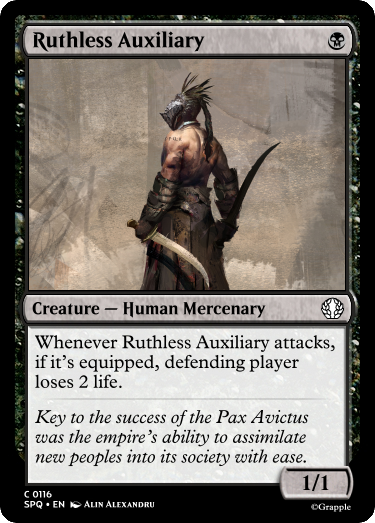 Ruthless Auxiliary
Creature — Human Mercenary
Whenever Ruthless Auxiliary attacks,
if it's equipped, defending player
loses 2 life.
Key to the success of the Pax Avictus
was the empire's ability to assimilate
new peoples into its society with ease.
1/1
C 0116
SPQ • EN Alin Alexandru
©Grapple